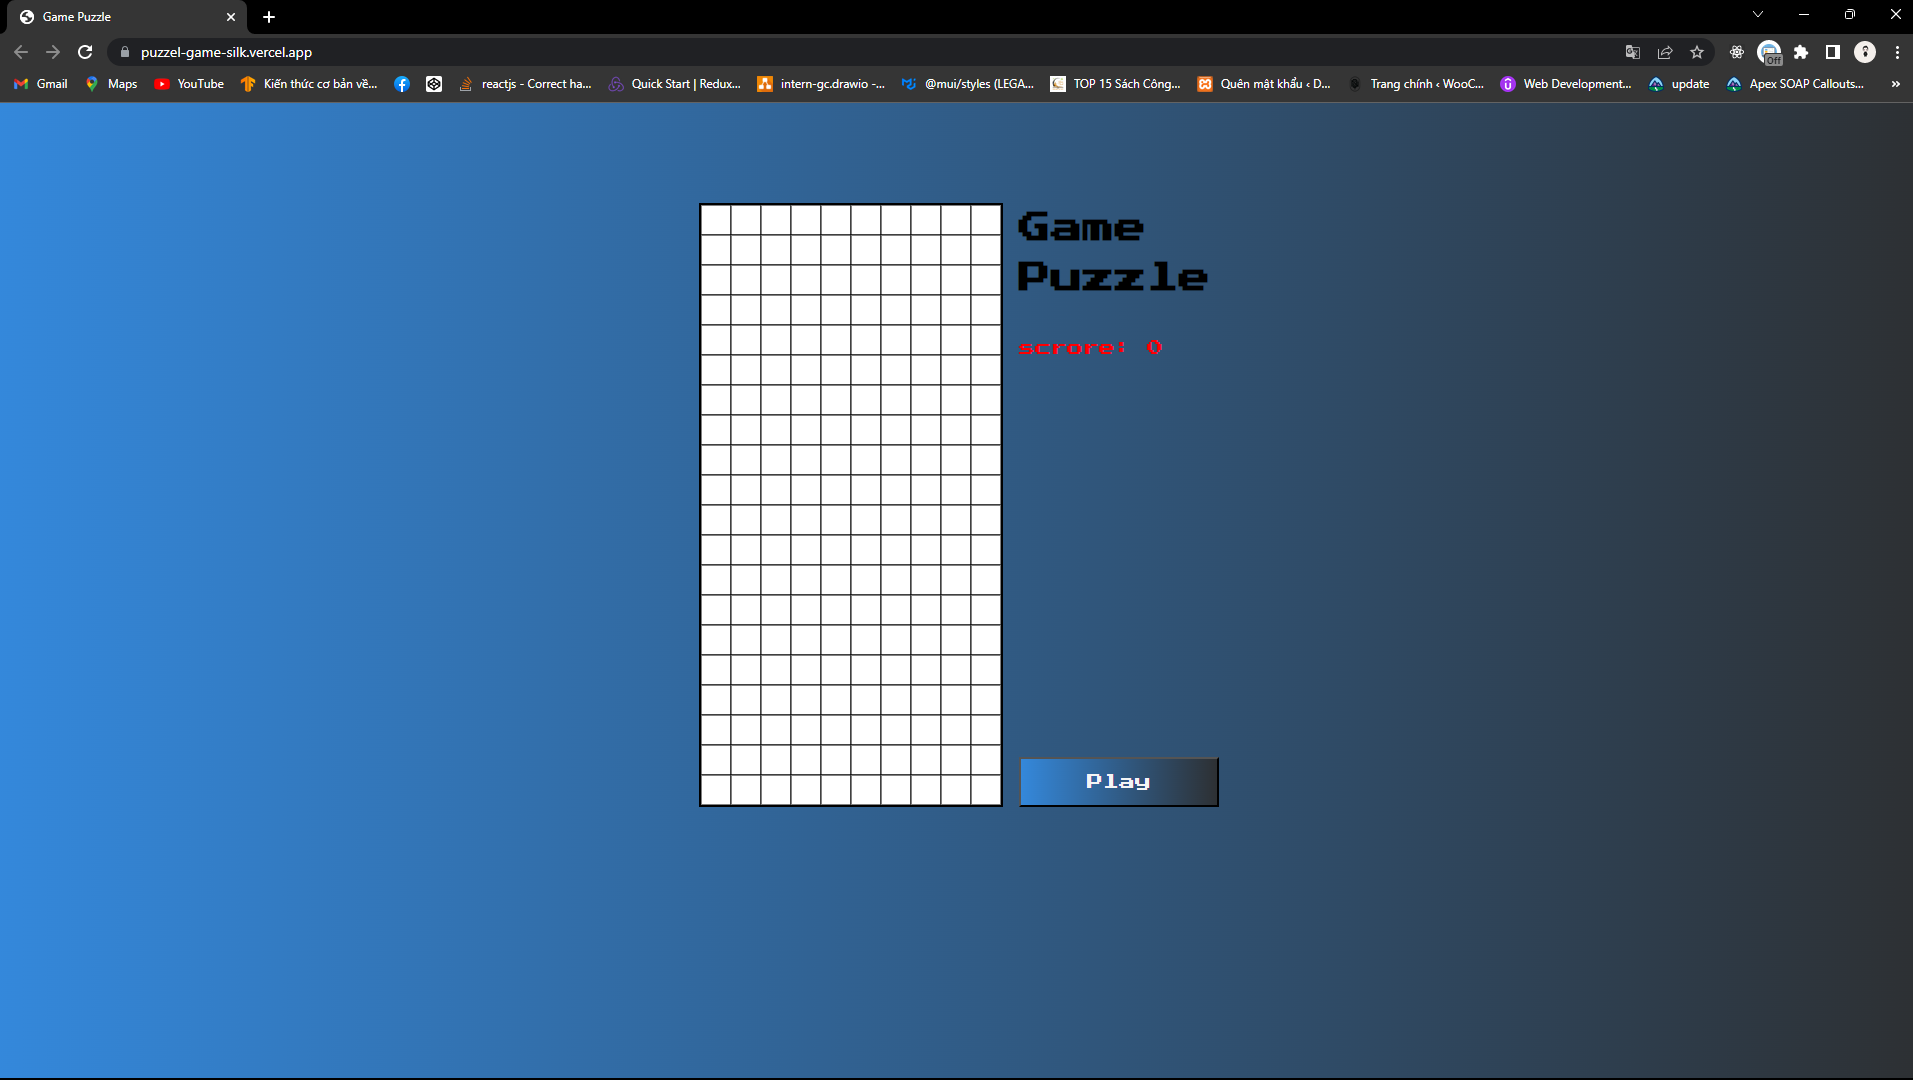 Game Puzzle
puzzel-game-silk.vercel.app
Off
Gmail Maps YouTube Kiến thức cơ bản về... reactjs - Correct ha... Quick Start | Redux... intern-gc.drawio -... @mui/styles (LEGA... TOP 15 Sách Công... Quên mật khẩu ‹ D... Trang chính ‹ WooC... Web Development... update Apex SOAP Callouts... »
Game
Puzzle
scrore: 0
Play